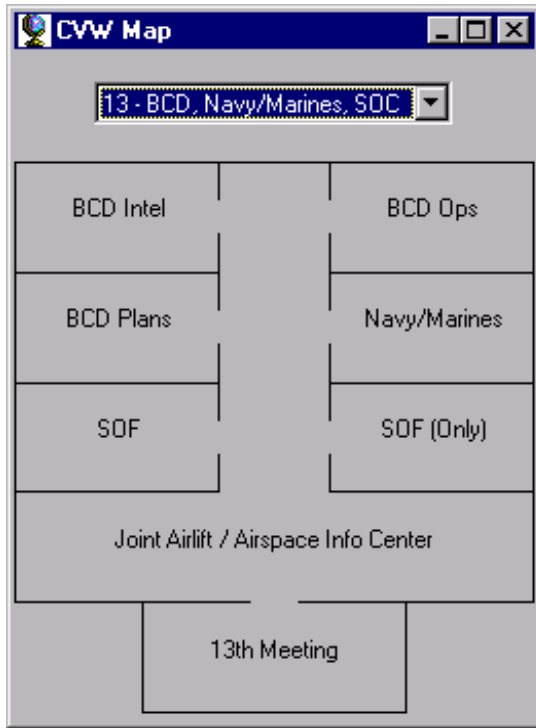 CVW Map
13 - BCD, Navy/Marines, SOC
BCD Intel
BCD Ops
BCD Plans
Navy/Marines
SOF
SOF (Only)
Joint Airlift / Airspace Info Center
13th Meeting